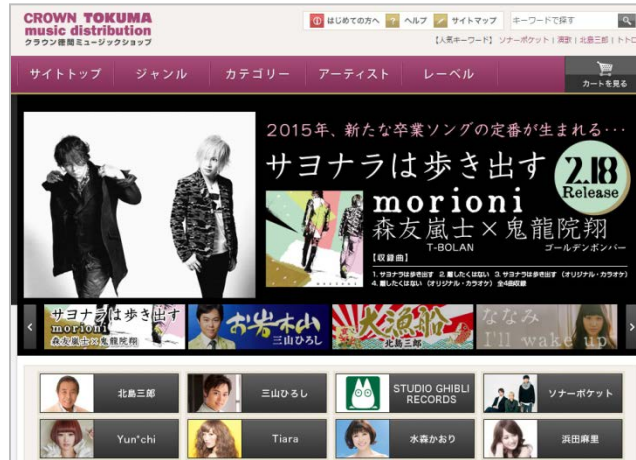 CROWN TOKUMA
music distribution
クラウン徳間ミュージックショップ
はじめての方へ ヘルプ サイトマップ キーワードで探す
【人気キーワード】 ソナーポケット | 演歌 | 北島三郎 | トトロ
サイトトップ ジャンル カテゴリー アーティスト レーベル カートを見る
2015年、新たな卒業ソングの定番が生まれる・・・
サヨナラは歩き出す
2.18
Release
morioni
森友嵐士×鬼龍院翔
T-BOLAN ゴールデンボンバー
【収録曲】
1. サヨナラは歩き出す 2. 離したくはない 3. サヨナラは歩き出す (オリジナル・カラオケ)
4. 離したくはない (オリジナル・カラオケ) 全4曲収録
サヨナラは歩き出す
morioni
森友嵐士×鬼龍院翔
お岩木山
三山ひろし
大漁船
北島三郎
ななみ
I'll wake up
北島三郎 三山ひろし STUDIO GHIBLI RECORDS ソナーポケット
Yun*chi Tiara 水森かおり 浜田麻里